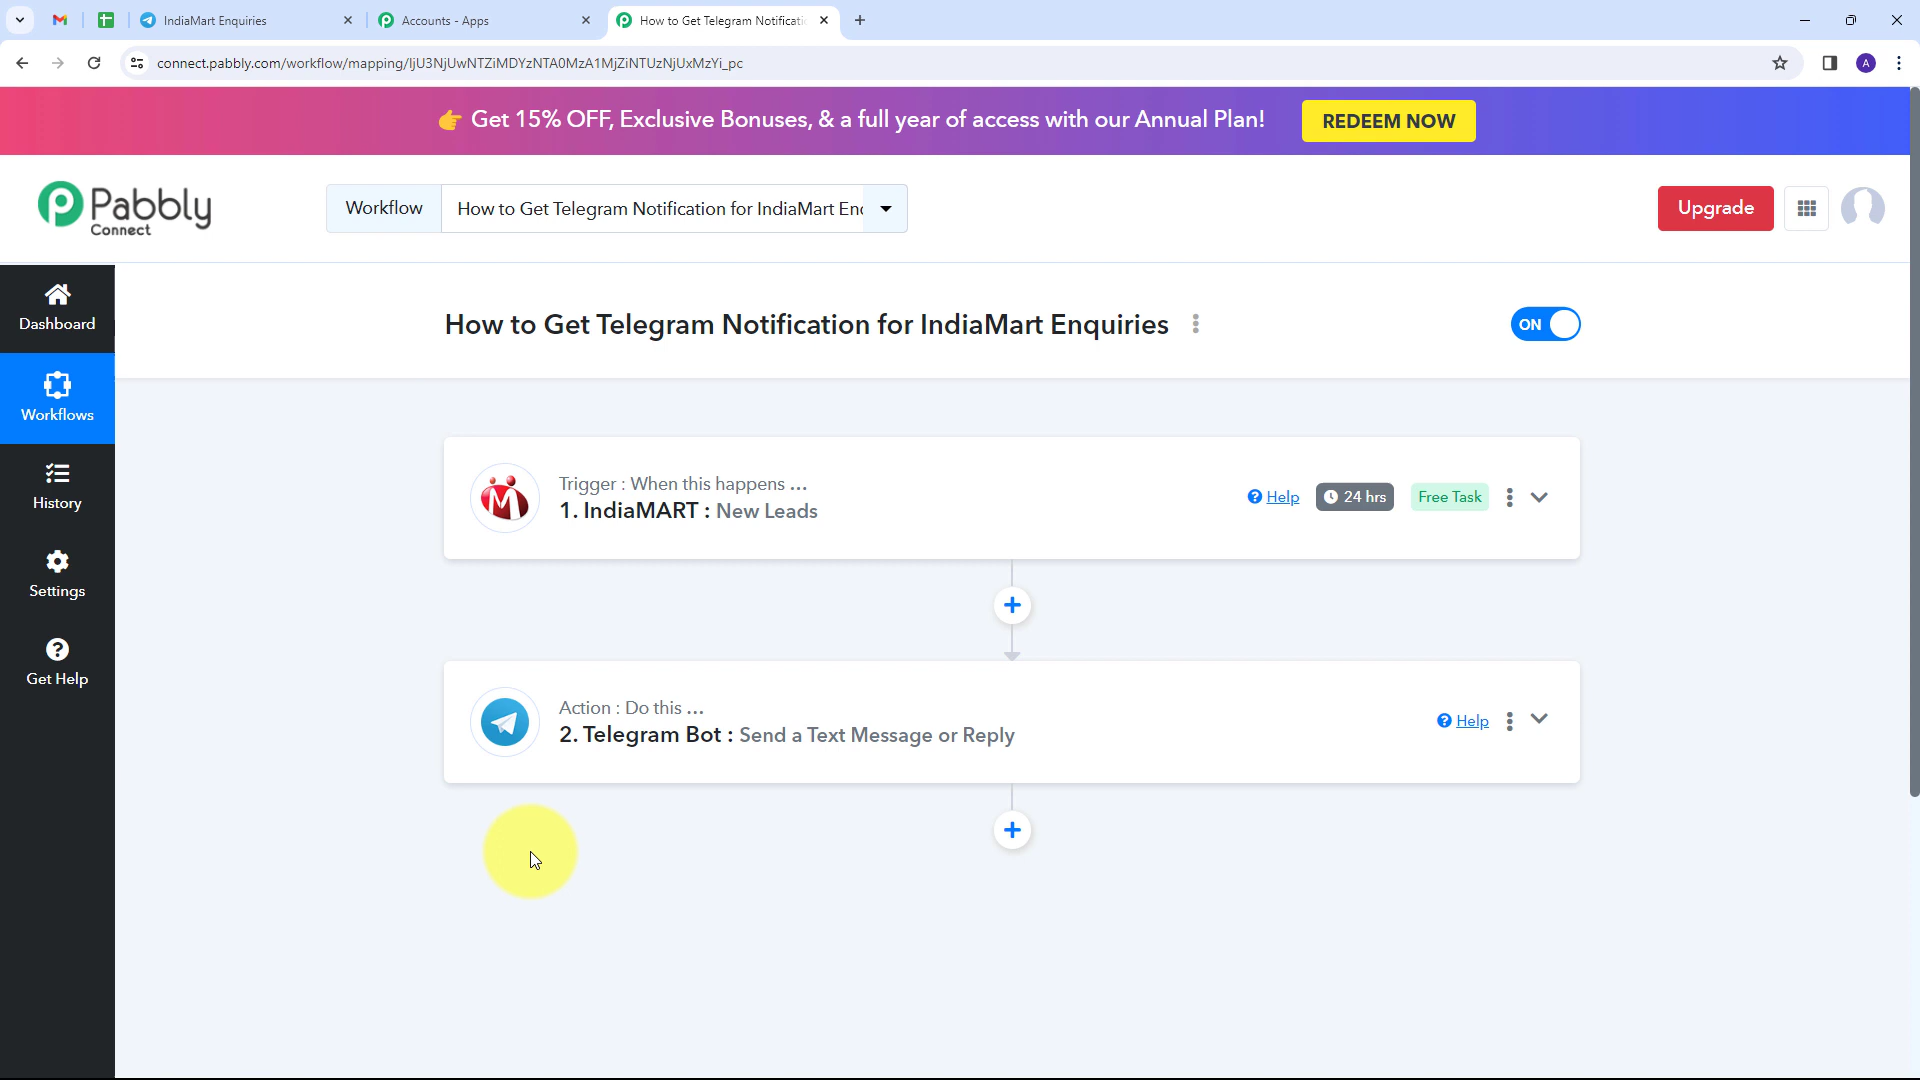 IndiaMart Enquiries
Accounts - Apps
How to Get Telegram Notificati
connect.pabbly.com/workflow/mapping/IjU3NjUwNTZiMDYzNTA0MzA1MjZiNTUzNjUxMzYi_pc
A
Get 15% OFF, Exclusive Bonuses, & a full year of access with our Annual Plan!
REDEEM NOW
Pabbly
Connect
Workflow
How to Get Telegram Notification for IndiaMart En
Upgrade
Dashboard
Workflows
History
Settings
Get Help
How to Get Telegram Notification for IndiaMart Enquiries
ON
Trigger : When this happens ...
1. IndiaMART : New Leads
Help
24 hrs
Free Task
Action : Do this ...
2. Telegram Bot : Send a Text Message or Reply
Help